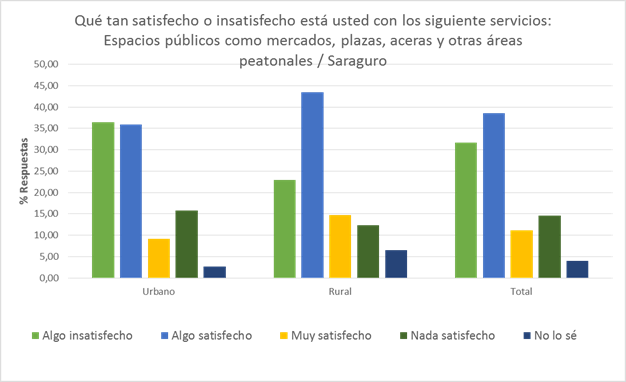 Qué tan satisfecho o insatisfecho está usted con los siguiente servicios:
Espacios públicos como mercados, plazas, aceras y otras áreas
peatonales / Saraguro
% Respuestas
50,00
45,00
40,00
35,00
30,00
25,00
20,00
15,00
10,00
5,00
0,00
Urbano Rural Total
Algo insatisfecho Algo satisfecho Muy satisfecho Nada satisfecho No lo sé